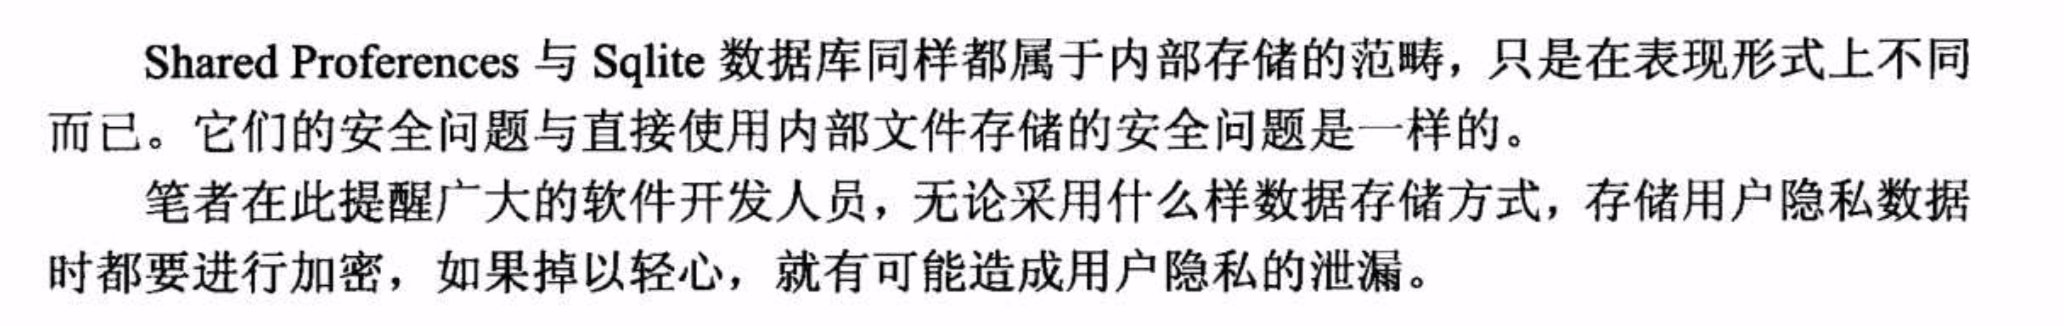 Shared Proferences 与 Sqlite 数据库同样都属于内部存储的范畴，只是在表现形式上不同
而已。它们的安全问题与直接使用内部文件存储的安全问题是一样的。
笔者在此提醒广大的软件开发人员，无论采用什么样数据存储方式，存储用户隐私数据
时都要进行加密，如果掉以轻心，就有可能造成用户隐私的泄漏。